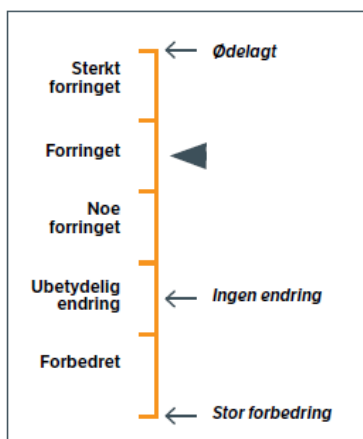 Ødelagt
Sterkt
forringet
Forringet
Noe
forringet
Ubetydelig
endring
Ingen endring
Forbedret
Stor forbedring